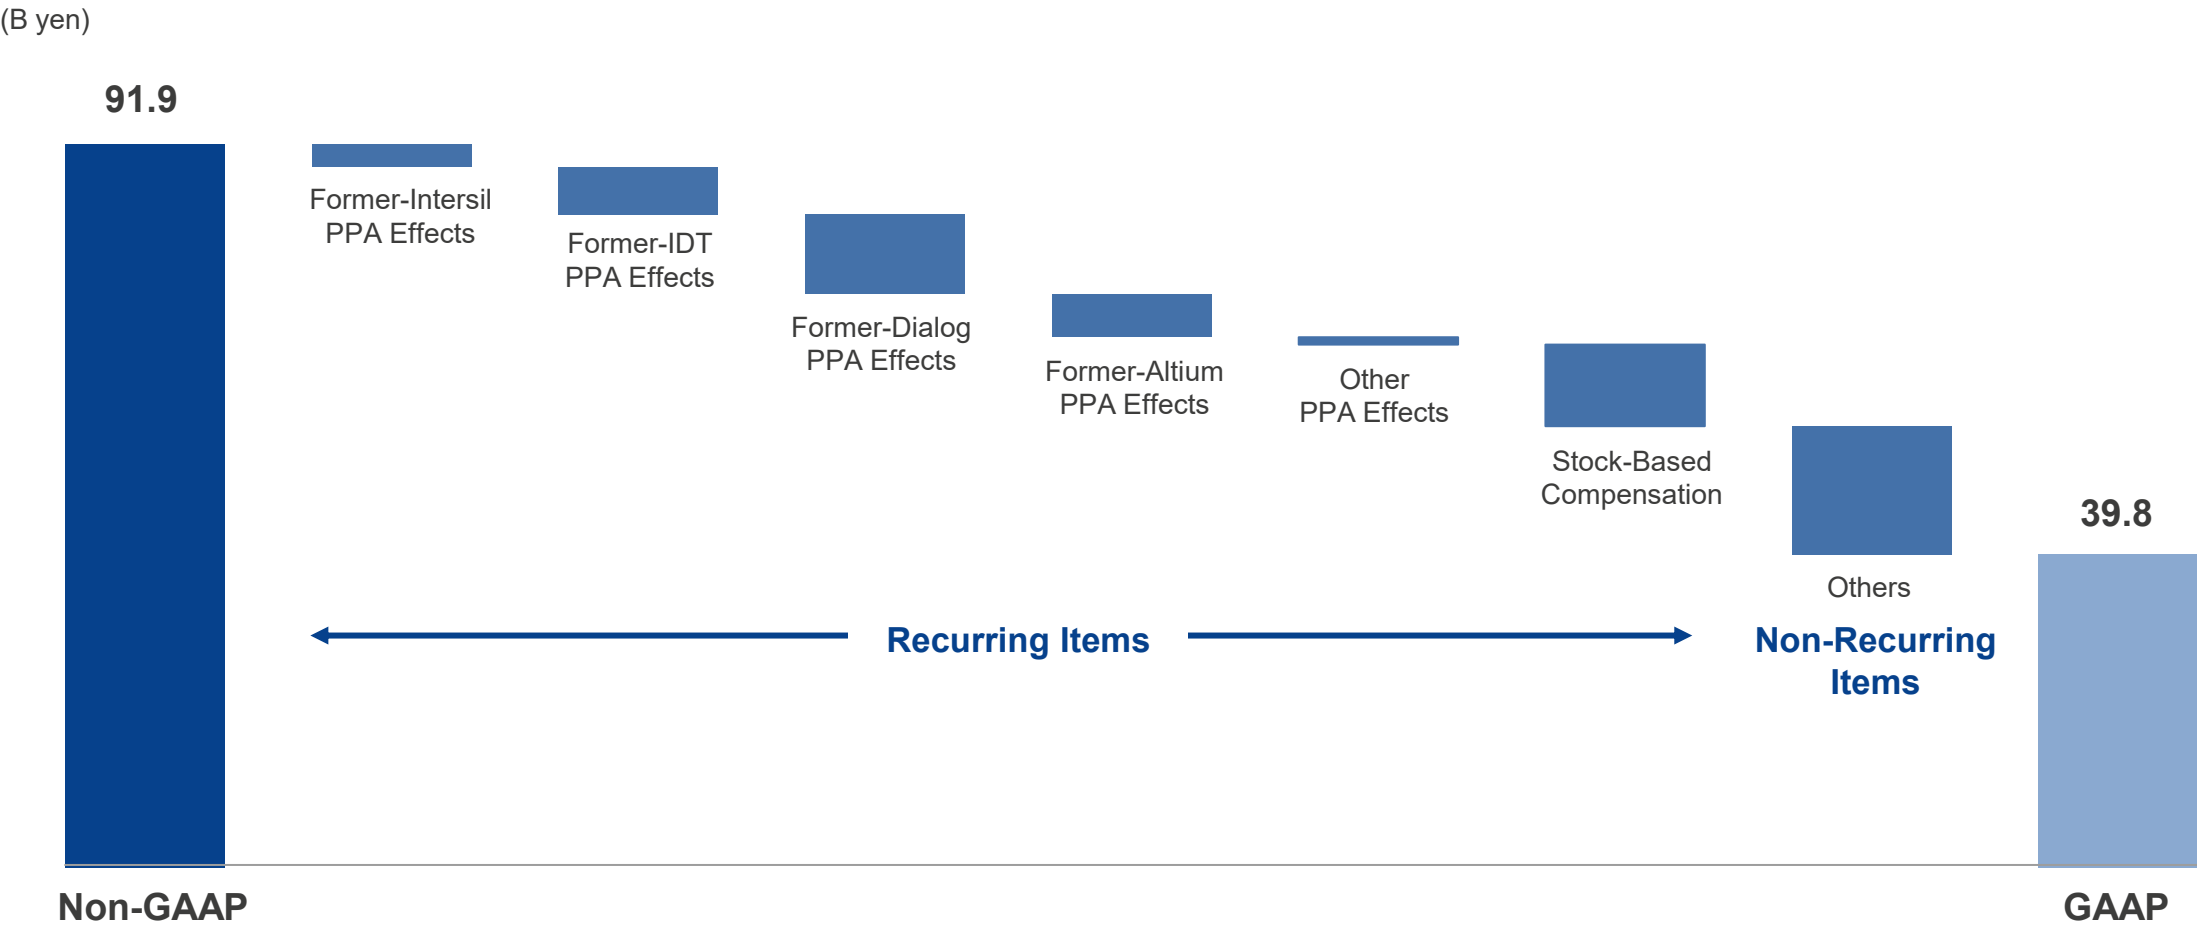 (B yen)
91.9
Former-Intersil
PPA Effects
Former-IDT
PPA Effects
Former-Dialog
PPA Effects
Former-Altium
PPA Effects
Other
PPA Effects
Stock-Based
Compensation
Others
39.8
Recurring Items
Non-Recurring
Items
Non-GAAP
GAAP